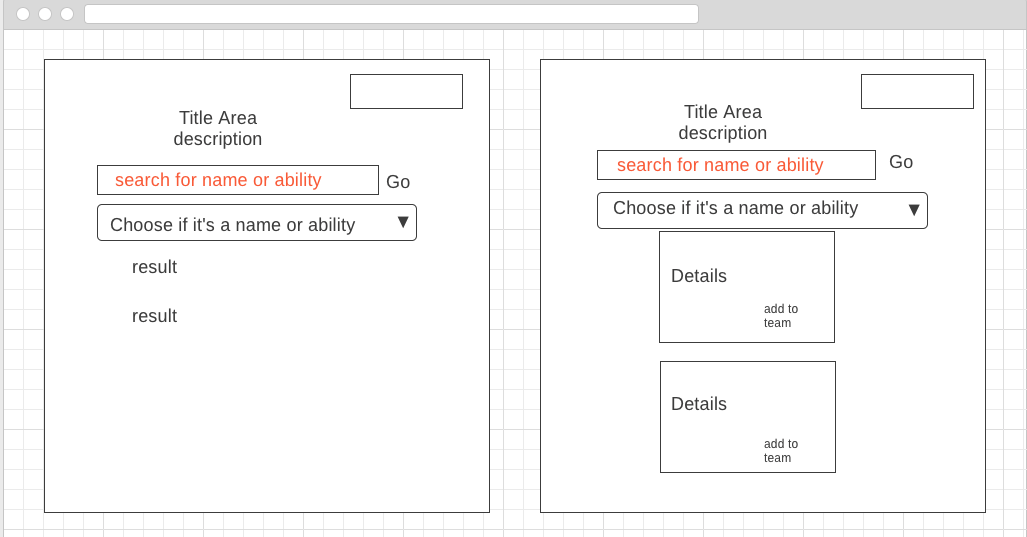 Title Area
description
search for name or ability
Go
Choose if it's a name or ability
result
result
Title Area
description
search for name or ability
Go
Choose if it's a name or ability
Details
add to
team
Details
add to
team